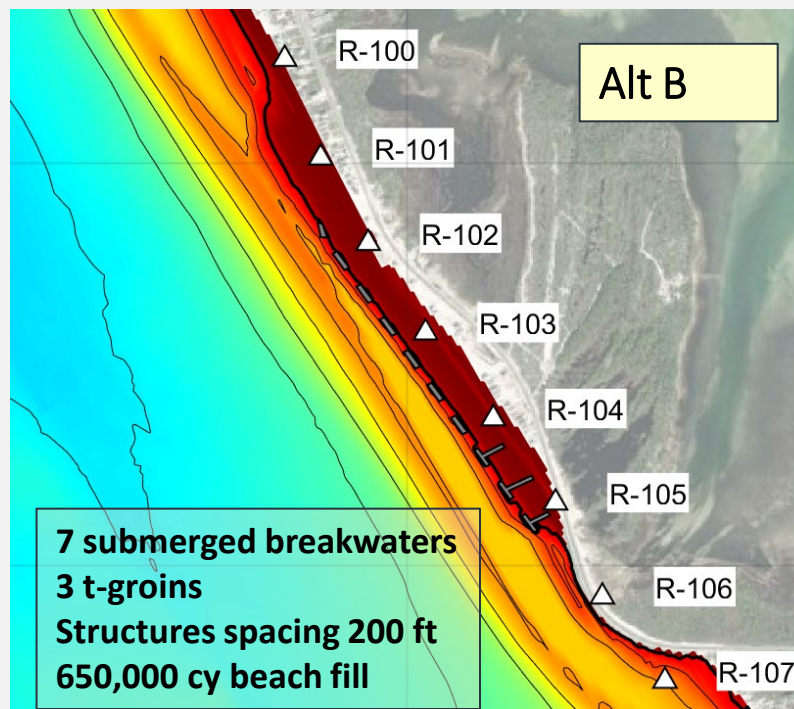 R-100
Alt B
R-101
R-102
R-103
R-104
R-105
R-106
R-107
7 submerged breakwaters
3 t-groins
Structures spacing 200 ft
650,000 cy beach fill